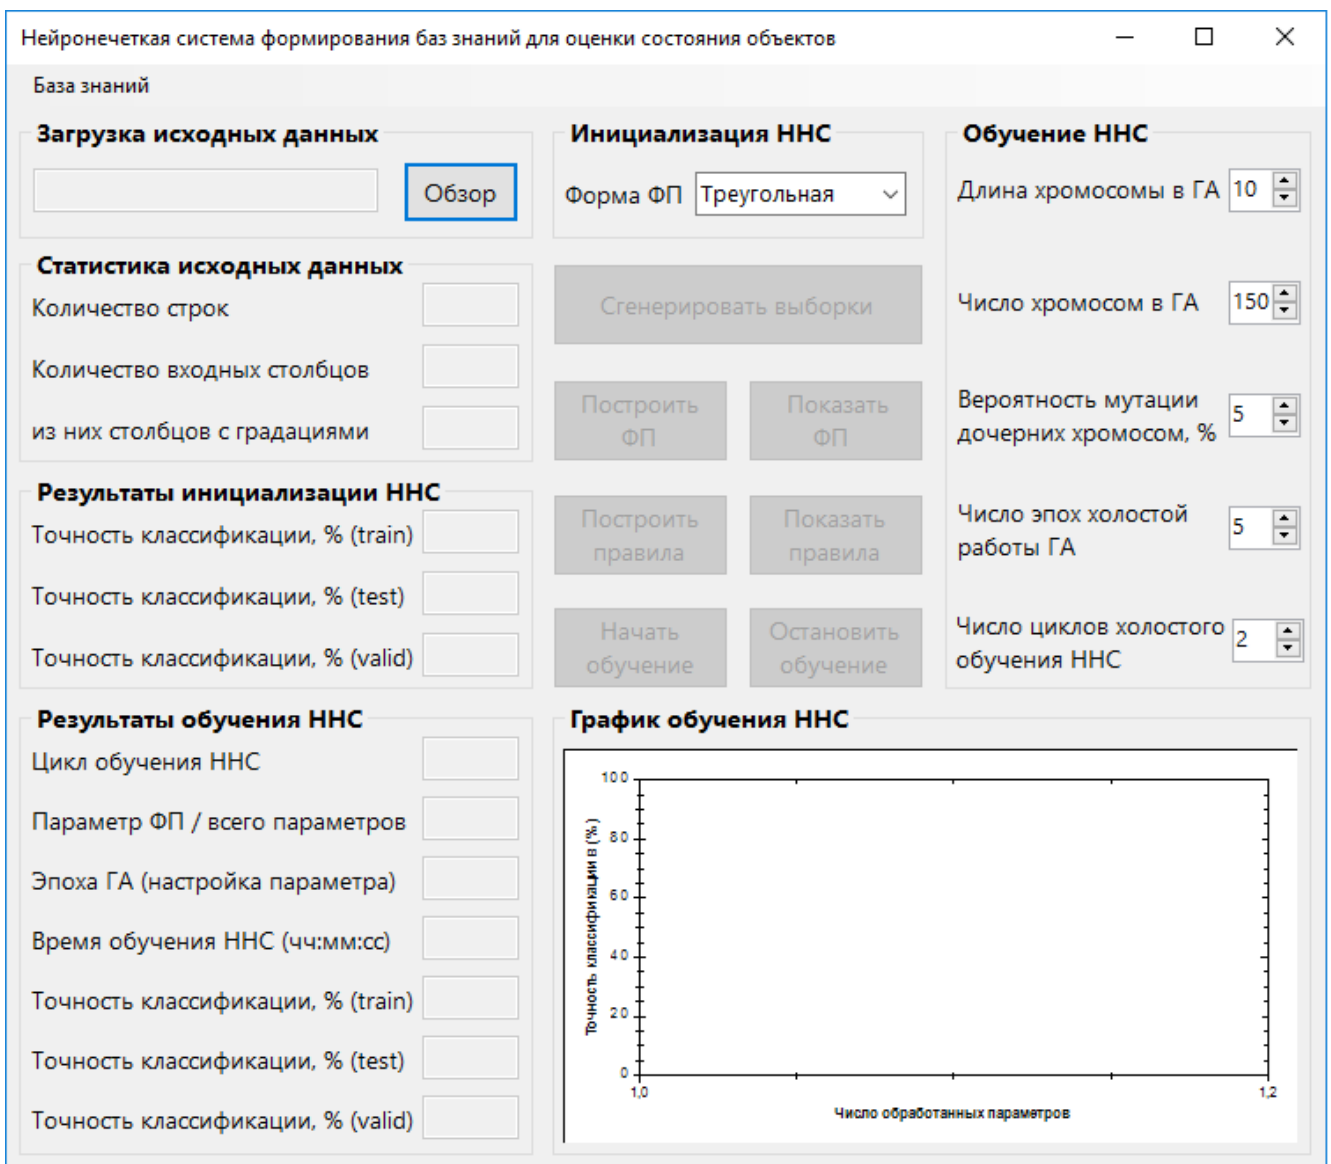 Нейронечеткая система формирования баз знаний для оценки состояния объектов
База знаний
Загрузка исходных данных
Обзор
Статистика исходных данных
Количество строк
Количество входных столбцов
из них столбцов с градациями
Результаты инициализации ННС
Точность классификации, % (train)
Точность классификации, % (test)
Точность классификации, % (valid)
Результаты обучения ННС
Цикл обучения ННС
Параметр ФП / всего параметров
Эпоха ГА (настройка параметра)
Время обучения ННС (чч:мм:сс)
Точность классификации, % (train)
Точность классификации, % (test)
Точность классификации, % (valid)
Инициализация ННС
Форма ФП Треугольная
Сгенерировать выборки
Построить
ФП
Показать
ФП
Построить
правила
Показать
правила
Начать
обучение
Остановить
обучение
Обучение ННС
Длина хромосомы в ГА 10
Число хромосом в ГА 150
Вероятность мутации
дочерних хромосом, % 5
Число эпох холостой
работы ГА 5
Число циклов холостого
обучения ННС 2
График обучения ННС
Точность классификации в (%)
100
80
60
40
20
0
1,0
1,2
Число обработанных параметров